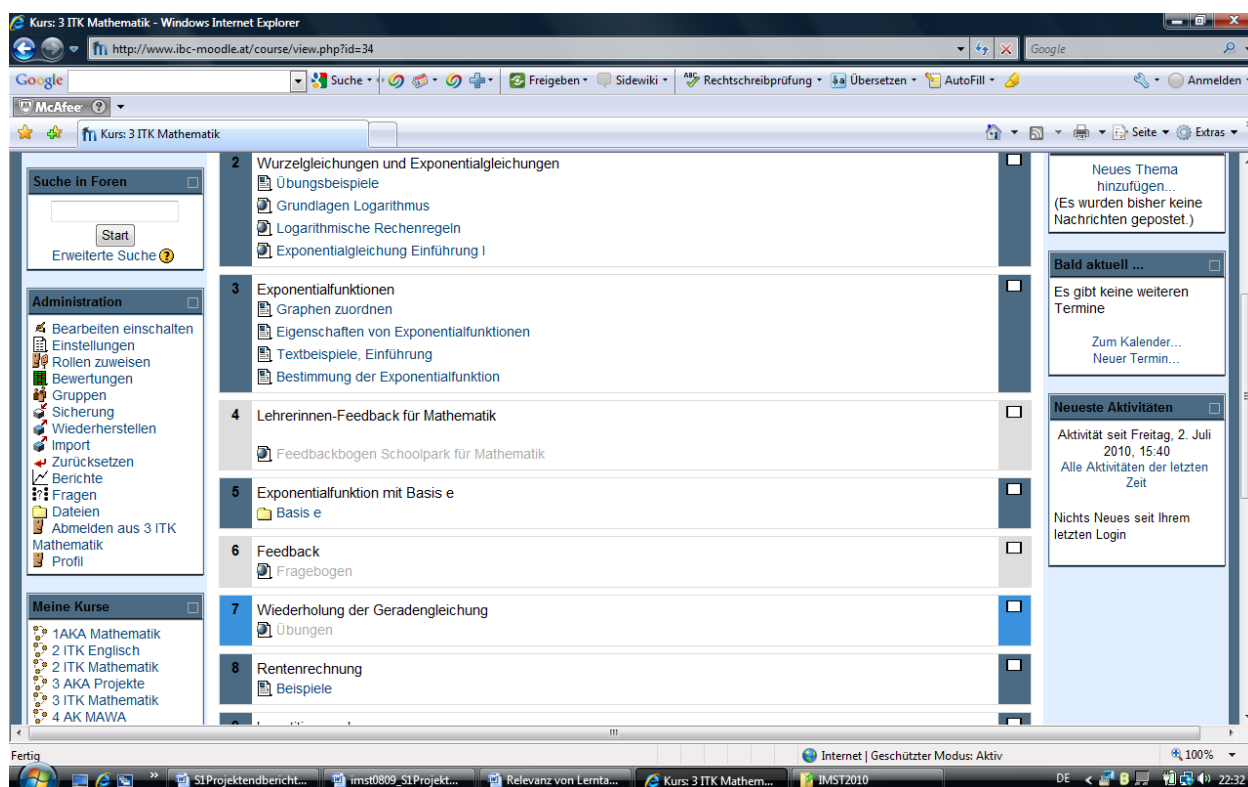 Kurs: 3 ITK Mathematik - Windows Internet Explorer
http://www.ibc-moodle.at/course/view.php?id=34
Google
Google
Suche
Freigeben
Sidewiki
Rechtschreibprüfung
Übersetzen
AutoFill
Anmelden
McAfee
Kurs: 3 ITK Mathematik
Seite
Extras
Suche in Foren
Start
Erweiterte Suche
Administration
Bearbeiten einschalten
Einstellungen
Rollen zuweisen
Bewertungen
Gruppen
Sicherung
Wiederherstellen
Import
Zurücksetzen
Berichte
Fragen
Dateien
Abmelden aus 3 ITK
Mathematik
Profil
Meine Kurse
1AKA Mathematik
2 ITK Englisch
2 ITK Mathematik
3 AKA Projekte
3 ITK Mathematik
4 AK MAWA
2 Wurzelgleichungen und Exponentialgleichungen
Übungsbeispiele
Grundlagen Logarithmus
Logarithmische Rechenregeln
Exponentialgleichung Einführung I
3 Exponentialfunktionen
Graphen zuordnen
Eigenschaften von Exponentialfunktionen
Textbeispiele, Einführung
Bestimmung der Exponentialfunktion
4 Lehrerinnen-Feedback für Mathematik
Feedbackbogen Schoolpark für Mathematik
5 Exponentialfunktion mit Basis e
Basis e
6 Feedback
Fragebogen
7 Wiederholung der Geradengleichung
Übungen
8 Rentenrechnung
Beispiele
Neues Thema
hinzufügen...
(Es wurden bisher keine
Nachrichten gepostet.)
Bald aktuell ...
Es gibt keine weiteren
Termine
Zum Kalender...
Neuer Termin...
Neueste Aktivitäten
Aktivität seit Freitag, 2. Juli
2010, 15:40
Alle Aktivitäten der letzten
Zeit
Nichts Neues seit Ihrem
letzten Login
Fertig
Internet | Geschützter Modus: Aktiv
100%
S1Projektendbericht...
imst0809_S1Projekt...
Relevanz von Lernta...
Kurs: 3 ITK Mathem...
IMST2010
DE
22:32